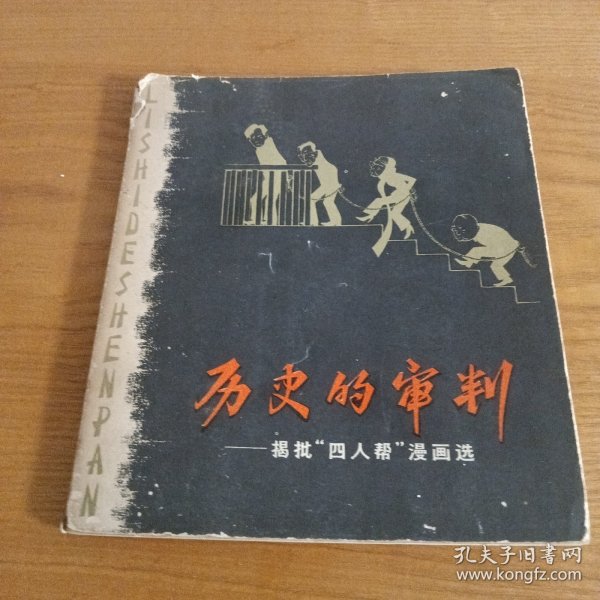 LISHIDESHENPAN
历史的审判
——揭批“四人帮”漫画选
孔夫子旧书网
www.kongfz.com